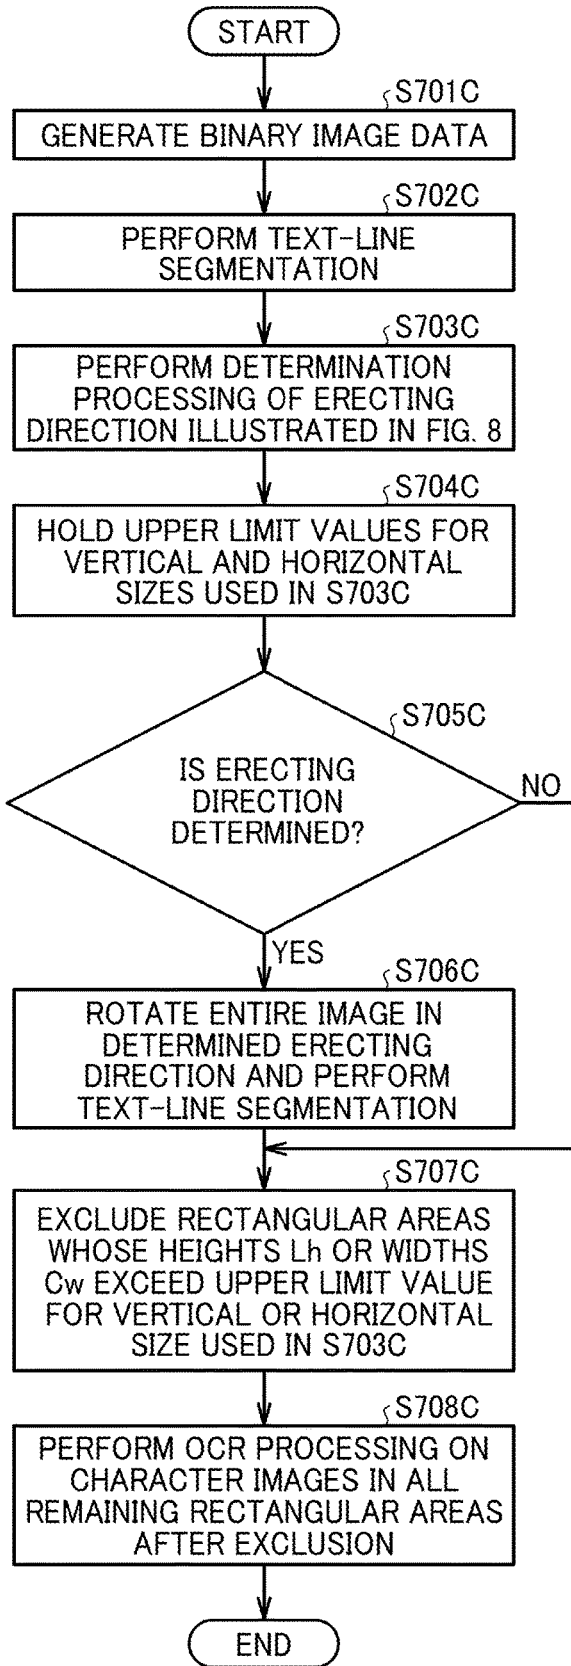 START
S701C
GENERATE BINARY IMAGE DATA
S702C
PERFORM TEXT-LINE
SEGMENTATION
S703C
PERFORM DETERMINATION
PROCESSING OF ERECTING
DIRECTION ILLUSTRATED IN FIG. 8
S704C
HOLD UPPER LIMIT VALUES FOR
VERTICAL AND HORIZONTAL
SIZES USED IN S703C
S705C
IS ERECTING
DIRECTION
DETERMINED?
NO
YES
S706C
ROTATE ENTIRE IMAGE IN
DETERMINED ERECTING
DIRECTION AND PERFORM
TEXT-LINE SEGMENTATION
S707C
EXCLUDE RECTANGULAR AREAS
WHOSE HEIGHTS Lh OR WIDTHS
Cw EXCEED UPPER LIMIT VALUE
FOR VERTICAL OR HORIZONTAL
SIZE USED IN S703C
S708C
PERFORM OCR PROCESSING ON
CHARACTER IMAGES IN ALL
REMAINING RECTANGULAR AREAS
AFTER EXCLUSION
END